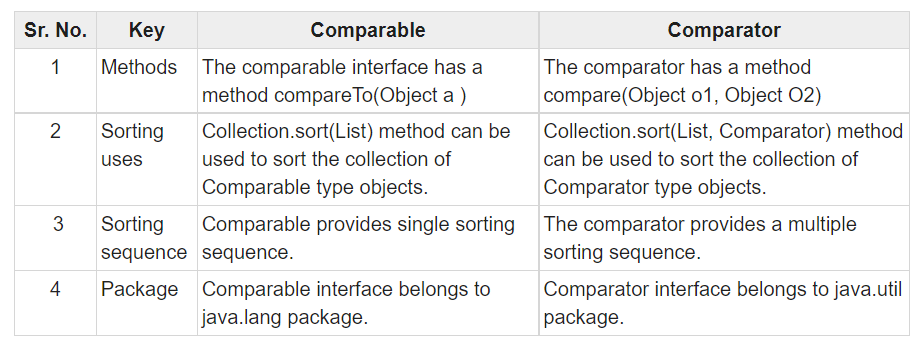 Sr. No. Key Comparable Comparator
1 Methods The comparable interface has a method compareTo(Object a ) The comparator has a method compare(Object o1, Object O2)
2 Sorting uses Collection.sort(List) method can be used to sort the collection of Comparable type objects. Collection.sort(List, Comparator) method can be used to sort the collection of Comparator type objects.
3 Sorting sequence Comparable provides single sorting sequence. The comparator provides a multiple sorting sequence.
4 Package Comparable interface belongs to java.lang package. Comparator interface belongs to java.util package.